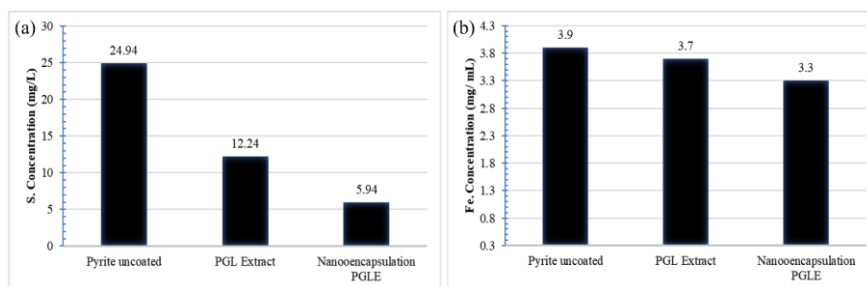 (a)
S. Concentration (mg/L)
30
25
20
15
10
5
0
24.94
12.24
5.94
Pyrite uncoated
PGL Extract
Nanooencapsulation
PGLE
(b)
Fe. Concentration (mg/ mL)
4.3
3.8
3.3
2.8
2.3
1.8
1.3
0.8
0.3
3.9
3.7
3.3
Pyrite uncoated
PGL Extract
Nanooencapsulation
PGLE